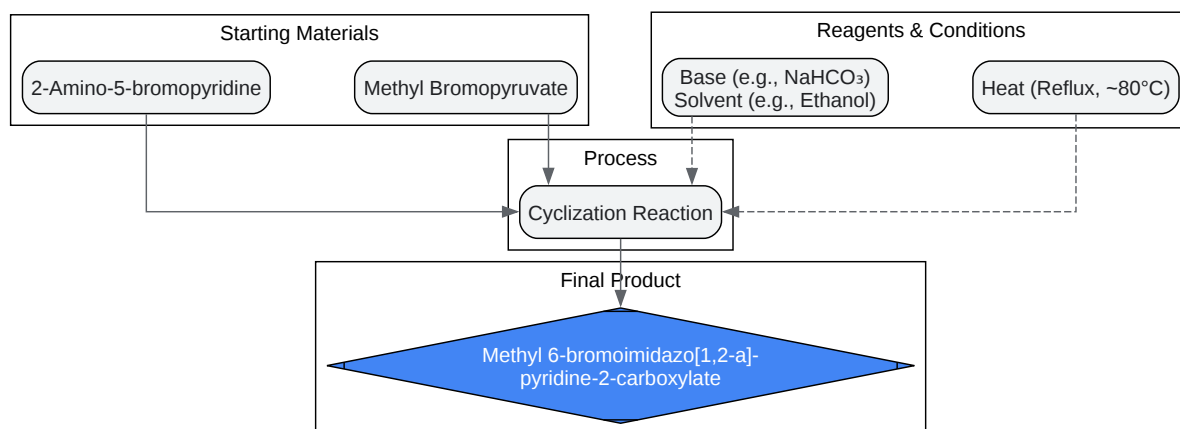 Starting Materials
2-Amino-5-bromopyridine
Methyl Bromopyruvate
Reagents & Conditions
Base (e.g., NaHCO₃)
Solvent (e.g., Ethanol)
Heat (Reflux, ~80°C)
Process
Cyclization Reaction
Final Product
Methyl 6-bromoimidazo[1,2-a]-
pyridine-2-carboxylate